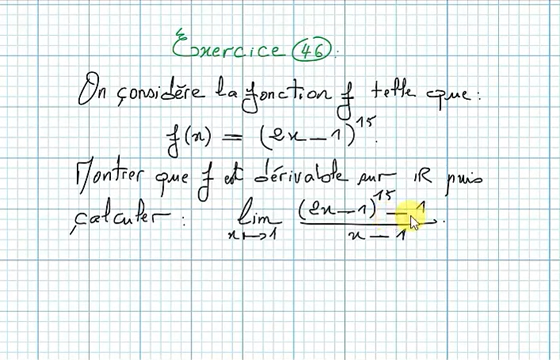 Exercice 46.
On considère la fonction f telle que :
f(x) = (2x - 1)^15.
Montrer que f est dérivable sur ℝ puis
calculer : lim x→1 ((2x - 1)^15 - 1) / (x - 1).